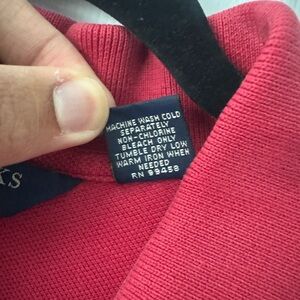 MACHINE WASH COLD
SEPARATELY
NON-CHLORINE
BLEACH ONLY
TUMBLE DRY LOW
WARM IRON WHEN
NEEDED
RN 99458